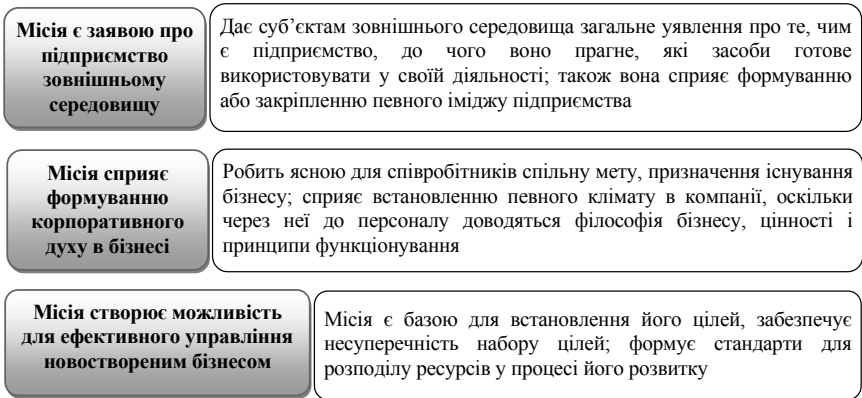 Місія є заявою про
підприємство
зовнішньому
середовищу
Дає суб’єктам зовнішнього середовища загальне уявлення про те, чим
є підприємство, до чого воно прагне, які засоби готове
використовувати у своїй діяльності; також вона сприяє формуванню
або закріпленню певного іміджу підприємства
Місія сприяє
формуванню
корпоративного
духу в бізнесі
Робить ясною для співробітників спільну мету, призначення існування
бізнесу; сприяє встановленню певного клімату в компанії, оскільки
через неї до персоналу доводяться філософія бізнесу, цінності і
принципи функціонування
Місія створює можливість
для ефективного управління
новоствореним бізнесом
Місія є базою для встановлення його цілей, забезпечує
несуперечність набору цілей; формує стандарти для
розподілу ресурсів у процесі його розвитку